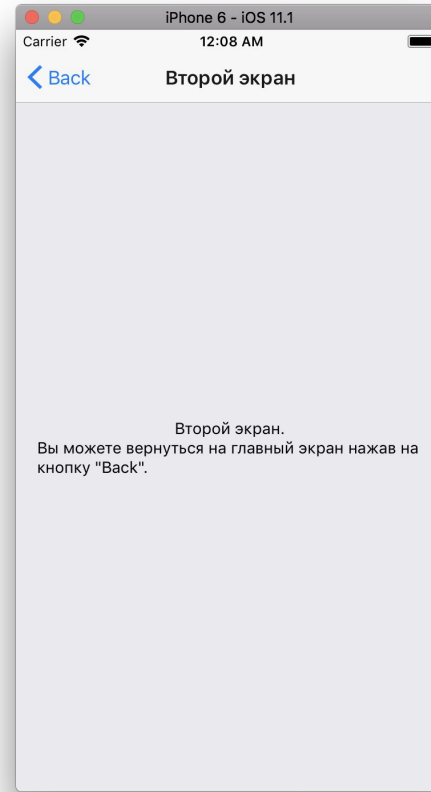 iPhone 6 - iOS 11.1
Carrier 12:08 AM
Back Второй экран
Второй экран.
Вы можете вернуться на главный экран нажав на
кнопку "Back".